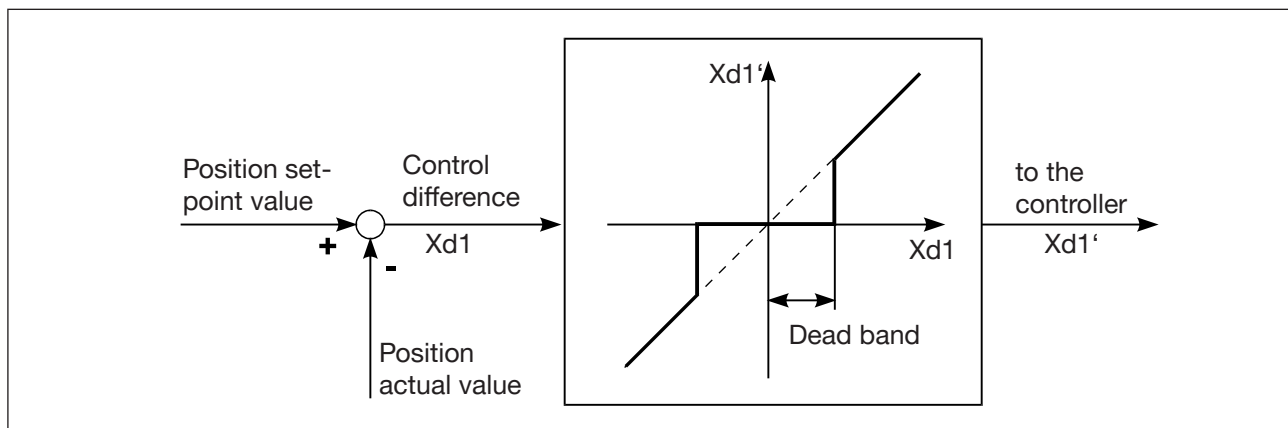 Position set-
point value
+
-
Control
difference
Xd1
Position
actual value
Xd1‘
Xd1
Dead band
to the
controller
Xd1‘